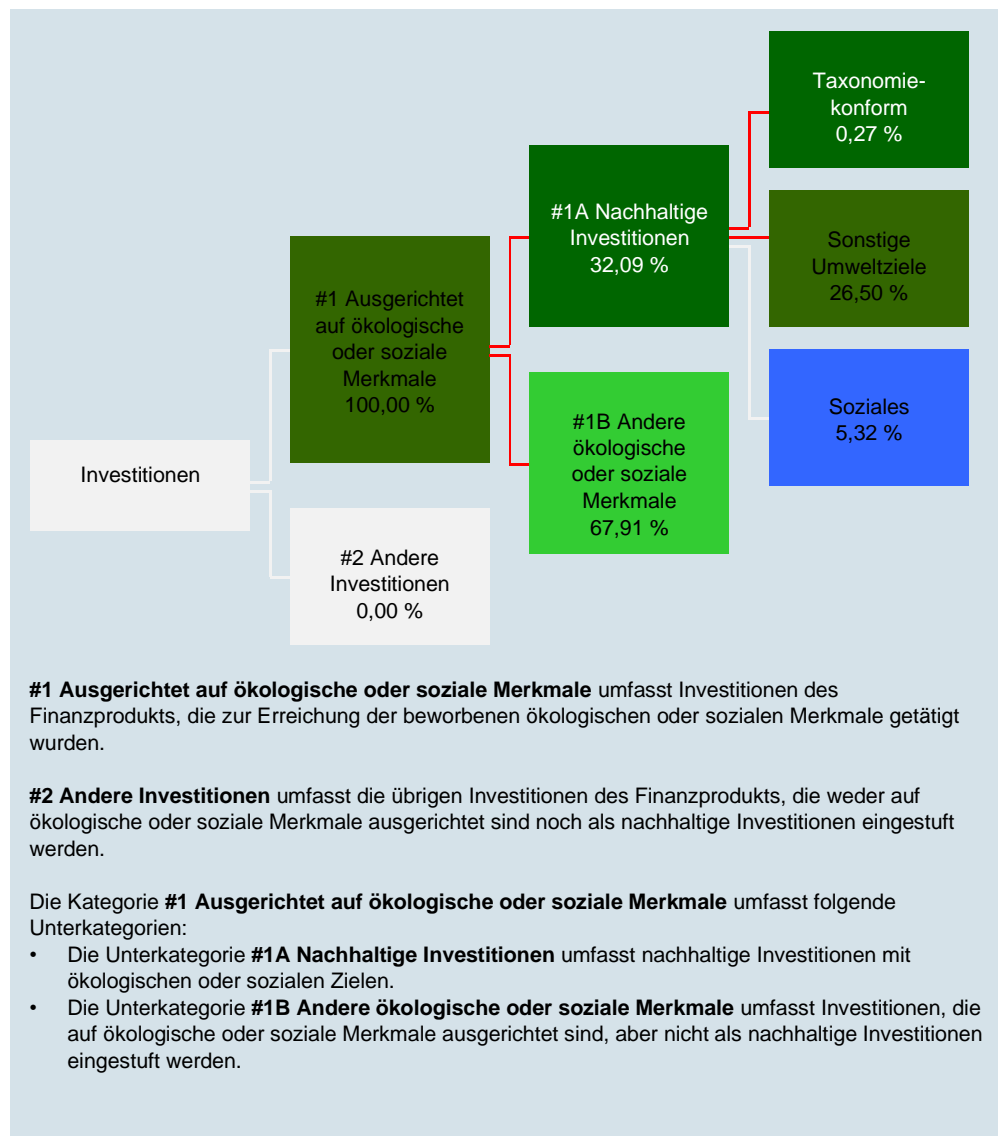 Taxonomie-
konform
0,27 %
#1A Nachhaltige
Investitionen
32,09 %
Sonstige
Umweltziele
26,50 %
#1 Ausgerichtet
auf ökologische
oder soziale
Merkmale
100,00 %
Soziales
5,32 %
#1B Andere
ökologische
oder soziale
Merkmale
67,91 %
Investitionen
#2 Andere
Investitionen
0,00 %
#1 Ausgerichtet auf ökologische oder soziale Merkmale umfasst Investitionen des
Finanzprodukts, die zur Erreichung der beworbenen ökologischen oder sozialen Merkmale getätigt
wurden.
#2 Andere Investitionen umfasst die übrigen Investitionen des Finanzprodukts, die weder auf
ökologische oder soziale Merkmale ausgerichtet sind noch als nachhaltige Investitionen eingestuft
werden.
Die Kategorie #1 Ausgerichtet auf ökologische oder soziale Merkmale umfasst folgende
Unterkategorien:
• Die Unterkategorie #1A Nachhaltige Investitionen umfasst nachhaltige Investitionen mit
ökologischen oder sozialen Zielen.
• Die Unterkategorie #1B Andere ökologische oder soziale Merkmale umfasst Investitionen, die
auf ökologische oder soziale Merkmale ausgerichtet sind, aber nicht als nachhaltige Investitionen
eingestuft werden.